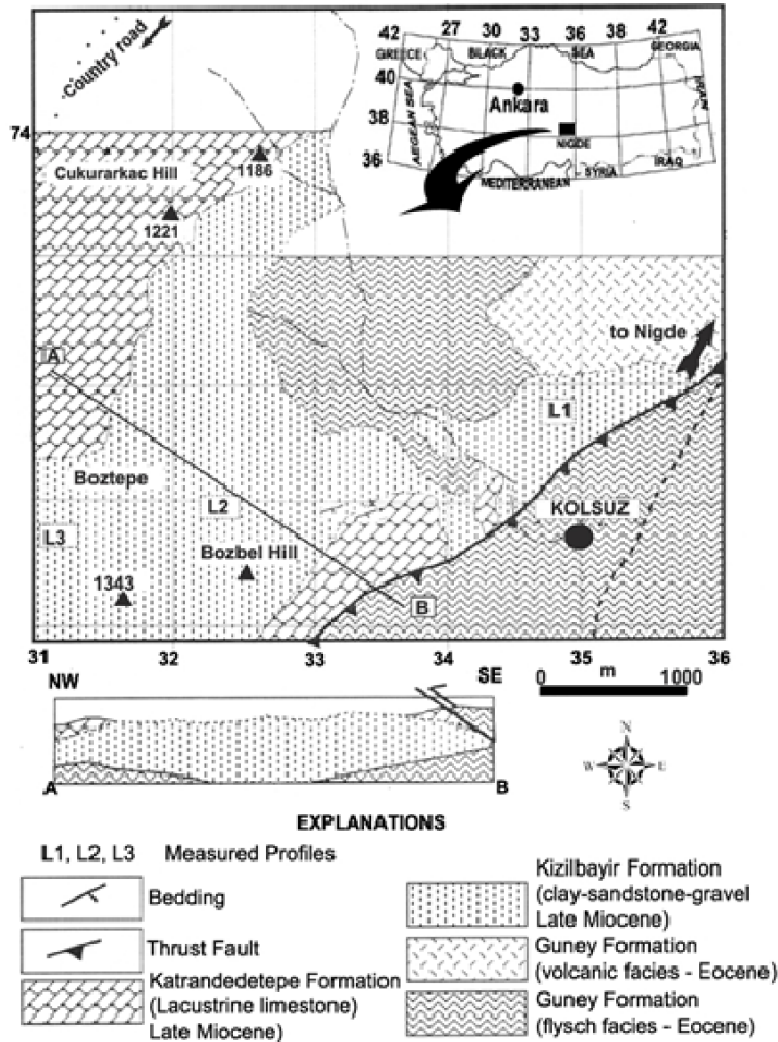 42 27 30 33 36 38 42
GREECE BLACK SEA GEORGIA
40
Ankara
IRAN
AEGEAN SEA
38
NIGDE
36
MEDITERRANEAN SYRIA IRAQ
Country road
74
Cukurarkac Hill
1186
1221
to Nigde
A
L1
Boztepe
L2
KOLSUZ
L3
Bozbel Hill
1343
B
31 32 33 34 35 36
NW SE
0 m 1000
N
W E
S
A B
EXPLANATIONS
L1, L2, L3 Measured Profiles
Bedding
Thrust Fault
Katrandedetepe Formation
(Lacustrine limestone)
Late Miocene)
Kizilbayir Formation
(clay-sandstone-gravel
Late Miocene)
Guney Formation
(volcanic facies - Eocene)
Guney Formation
(flysch facies - Eocene)